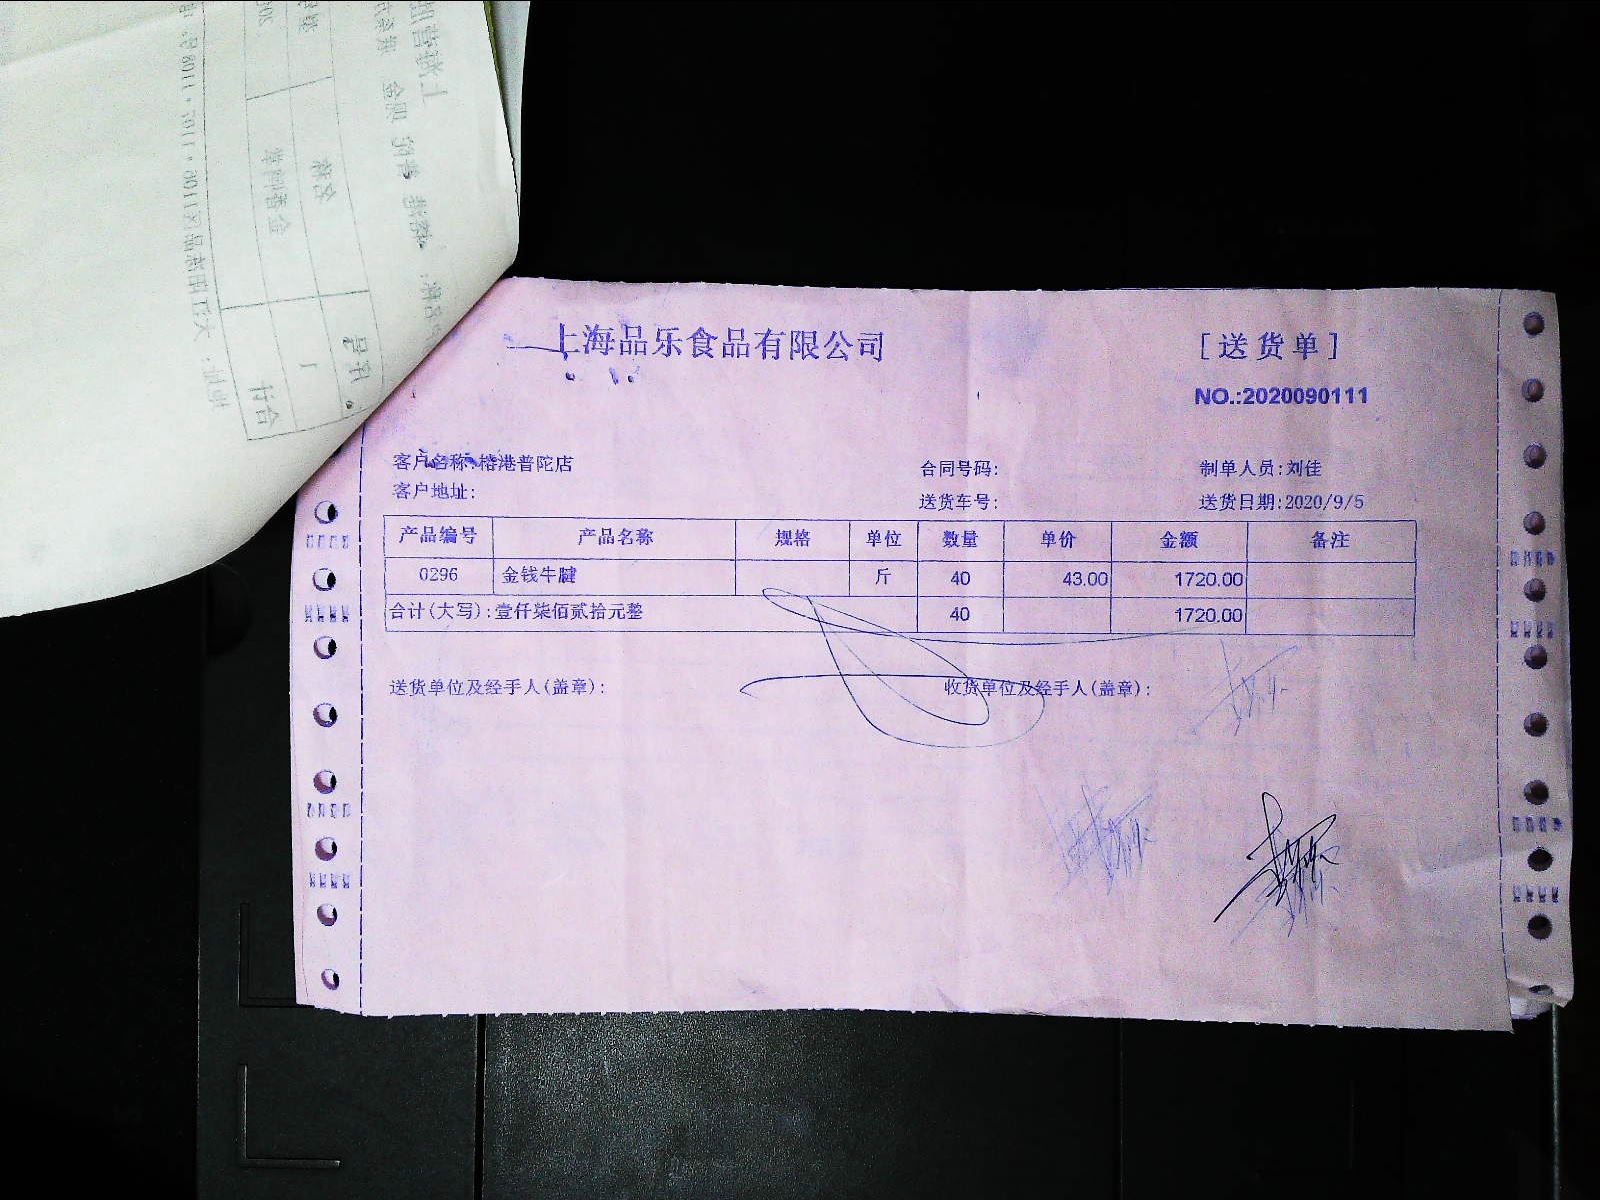 上海品乐食品有限公司
[送货单]
NO.:2020090111
客户名称:榕港普陀店 合同号码: 制单人员:刘佳
客户地址: 送货车号: 送货日期:2020/9/5
产品编号 产品名称 规格 单位 数量 单价 金额 备注
0296 金钱牛腱 斤 40 43.00 1720.00
合计(大写):壹仟柒佰贰拾元整 40 1720.00
送货单位及经手人(盖章): 收货单位及经手人(盖章):